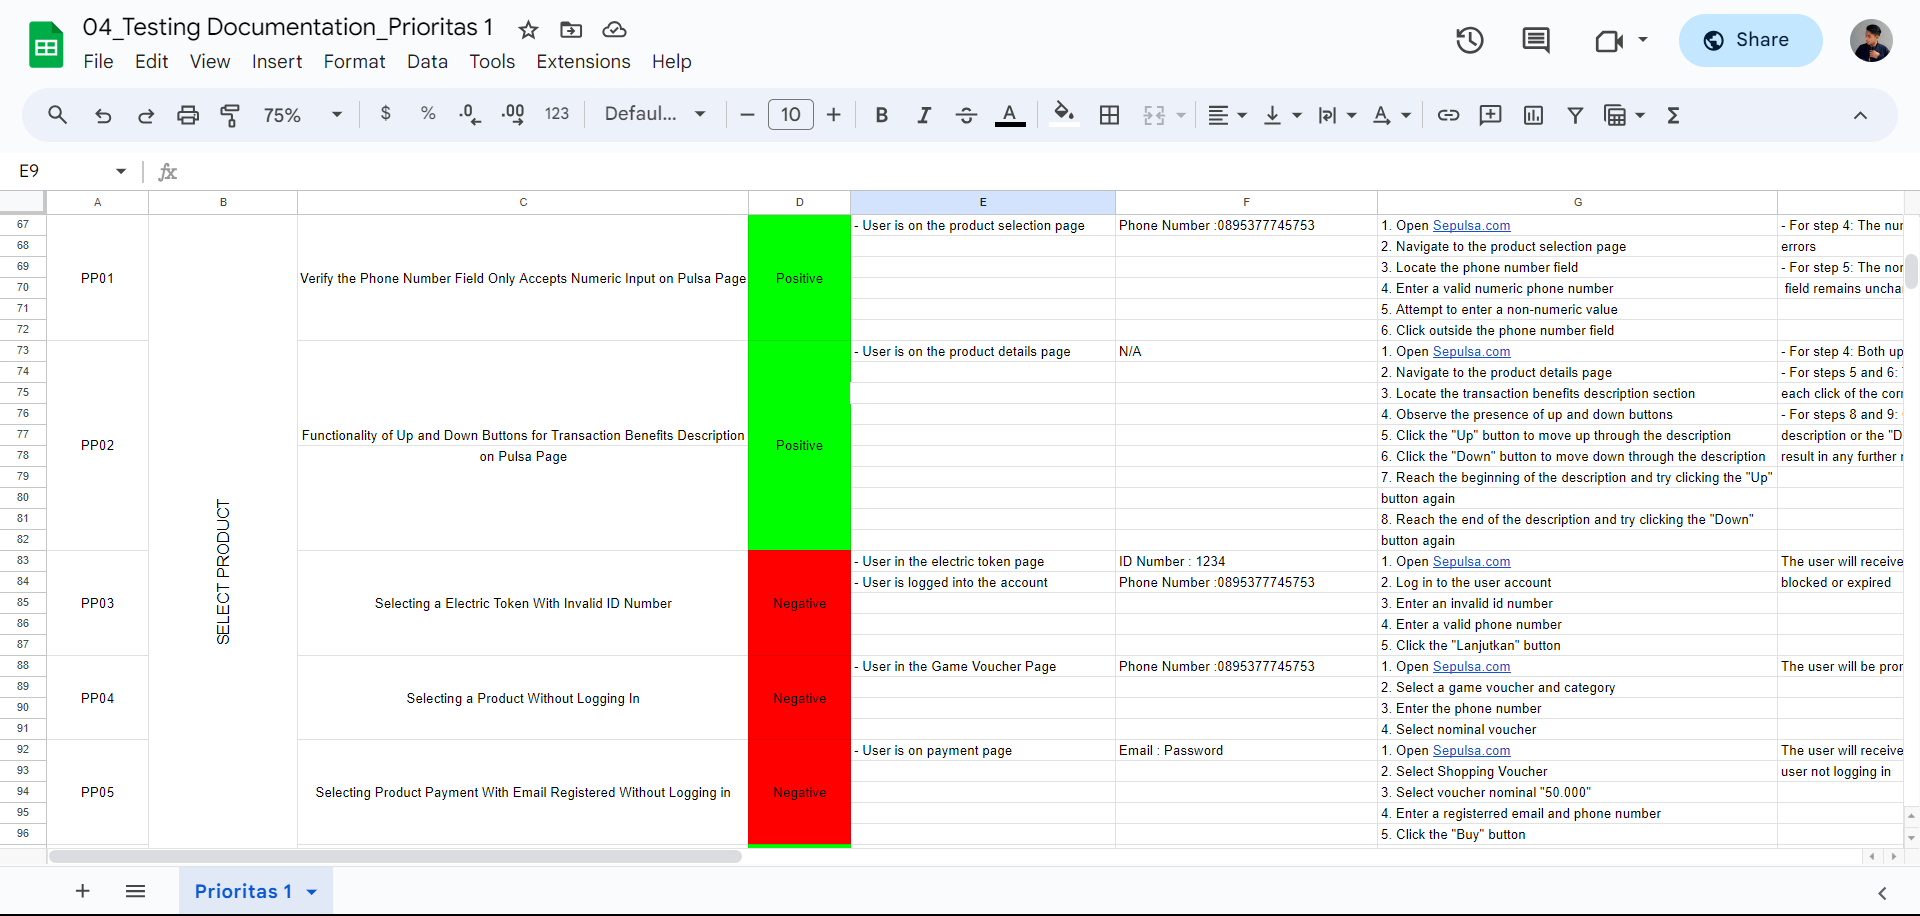 04_Testing Documentation_Prioritas 1
File Edit View Insert Format Data Tools Extensions Help
Share
75% $ % .0 .00 123 Defaul... 10 B I S A A Σ
E9 fx
A B C D E F G
67 - User is on the product selection page Phone Number :0895377745753 1. Open Sepulsa.com - For step 4: The nur
68 2. Navigate to the product selection page errors
69 3. Locate the phone number field - For step 5: The nor
70 PP01 Verify the Phone Number Field Only Accepts Numeric Input on Pulsa Page Positive 4. Enter a valid numeric phone number field remains uncha
71 5. Attempt to enter a non-numeric value
72 6. Click outside the phone number field
73 - User is on the product details page N/A 1. Open Sepulsa.com - For step 4: Both up
74 2. Navigate to the product details page - For steps 5 and 6:
75 3. Locate the transaction benefits description section each click of the corr
76 4. Observe the presence of up and down buttons - For steps 8 and 9:
77 PP02 Functionality of Up and Down Buttons for Transaction Benefits Description Positive 5. Click the "Up" button to move up through the description description or the "D
78 on Pulsa Page 6. Click the "Down" button to move down through the description result in any further
79 7. Reach the beginning of the description and try clicking the "Up"
80 button again
81 8. Reach the end of the description and try clicking the "Down"
82 button again
SELECT PRODUCT
83 - User in the electric token page ID Number : 1234 1. Open Sepulsa.com The user will receive
84 - User is logged into the account Phone Number :0895377745753 2. Log in to the user account blocked or expired
85 PP03 Selecting a Electric Token With Invalid ID Number Negative 3. Enter an invalid id number
86 4. Enter a valid phone number
87 5. Click the "Lanjutkan" button
88 - User in the Game Voucher Page Phone Number :0895377745753 1. Open Sepulsa.com The user will be pror
89 2. Select a game voucher and category
90 PP04 Selecting a Product Without Logging In Negative 3. Enter the phone number
91 4. Select nominal voucher
92 - User is on payment page Email : Password 1. Open Sepulsa.com The user will receive
93 2. Select Shopping Voucher user not logging in
94 PP05 Selecting Product Payment With Email Registered Without Logging in Negative 3. Select voucher nominal "50.000"
95 4. Enter a registerred email and phone number
96 5. Click the "Buy" button
Prioritas 1